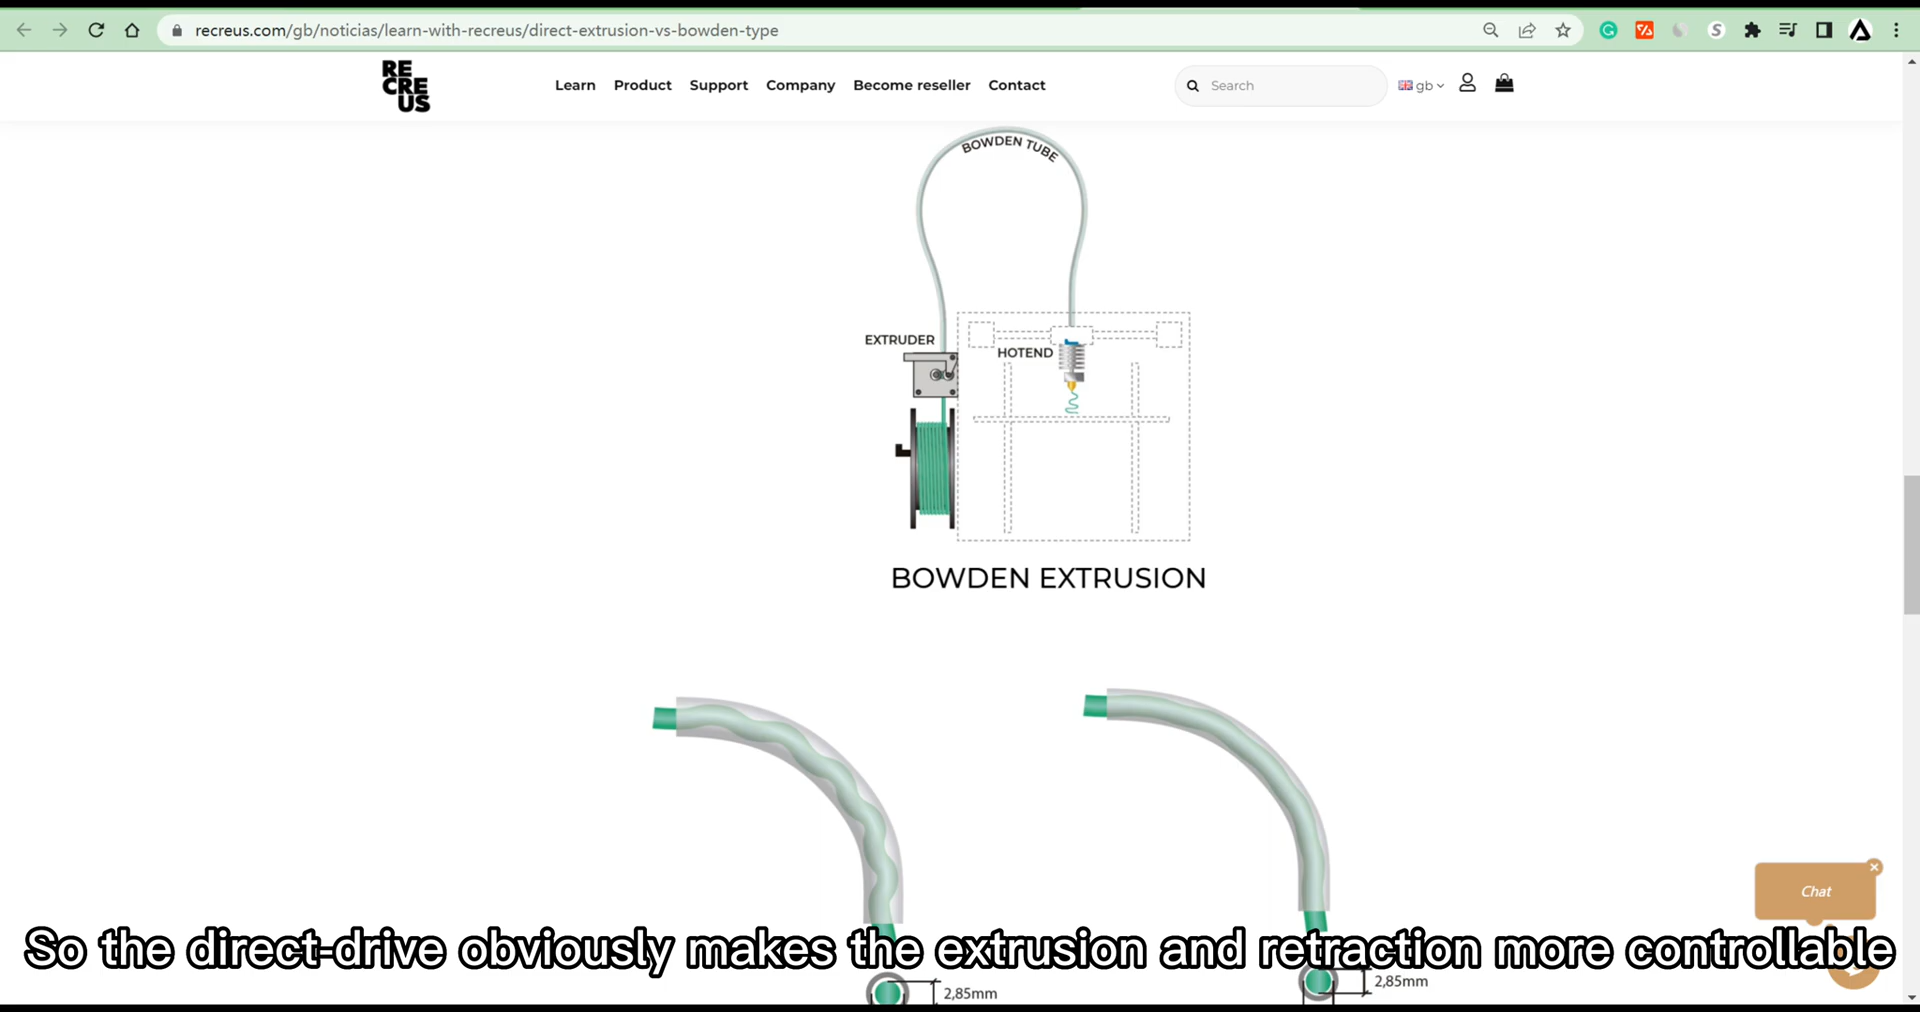 recreus.com/gb/noticias/learn-with-recreus/direct-extrusion-vs-bowden-type
RE
CRE
US
Learn Product Support Company Become reseller Contact
Search
gb
BOWDEN TUBE
EXTRUDER
HOTEND
BOWDEN EXTRUSION
Chat
So the direct-drive obviously makes the extrusion and retraction more controllable
2,85mm
2,85mm